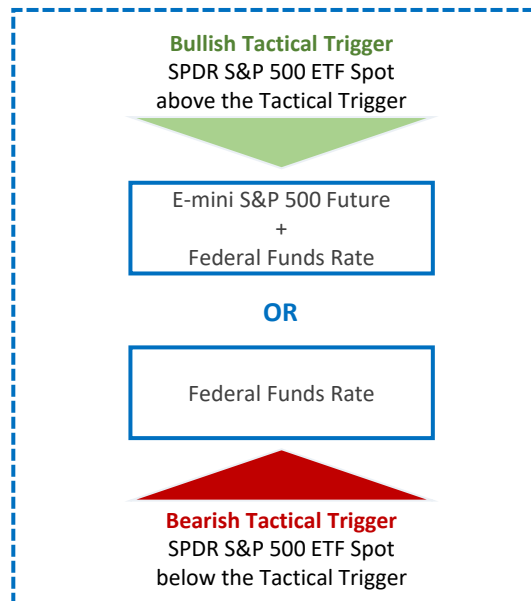 Bullish Tactical Trigger
SPDR S&P 500 ETF Spot
above the Tactical Trigger
E-mini S&P 500 Future
+
Federal Funds Rate
OR
Federal Funds Rate
Bearish Tactical Trigger
SPDR S&P 500 ETF Spot
below the Tactical Trigger